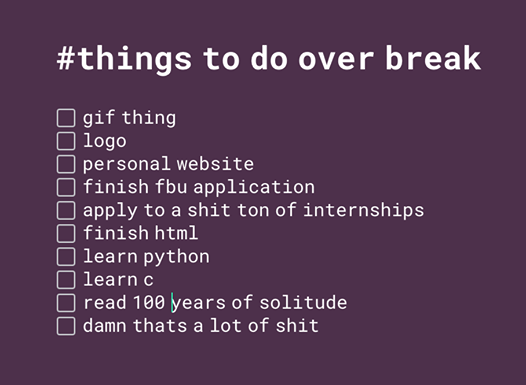 #things to do over break
gif thing
logo
personal website
finish fbu application
apply to a shit ton of internships
finish html
learn python
learn c
read 100 years of solitude
damn thats a lot of shit